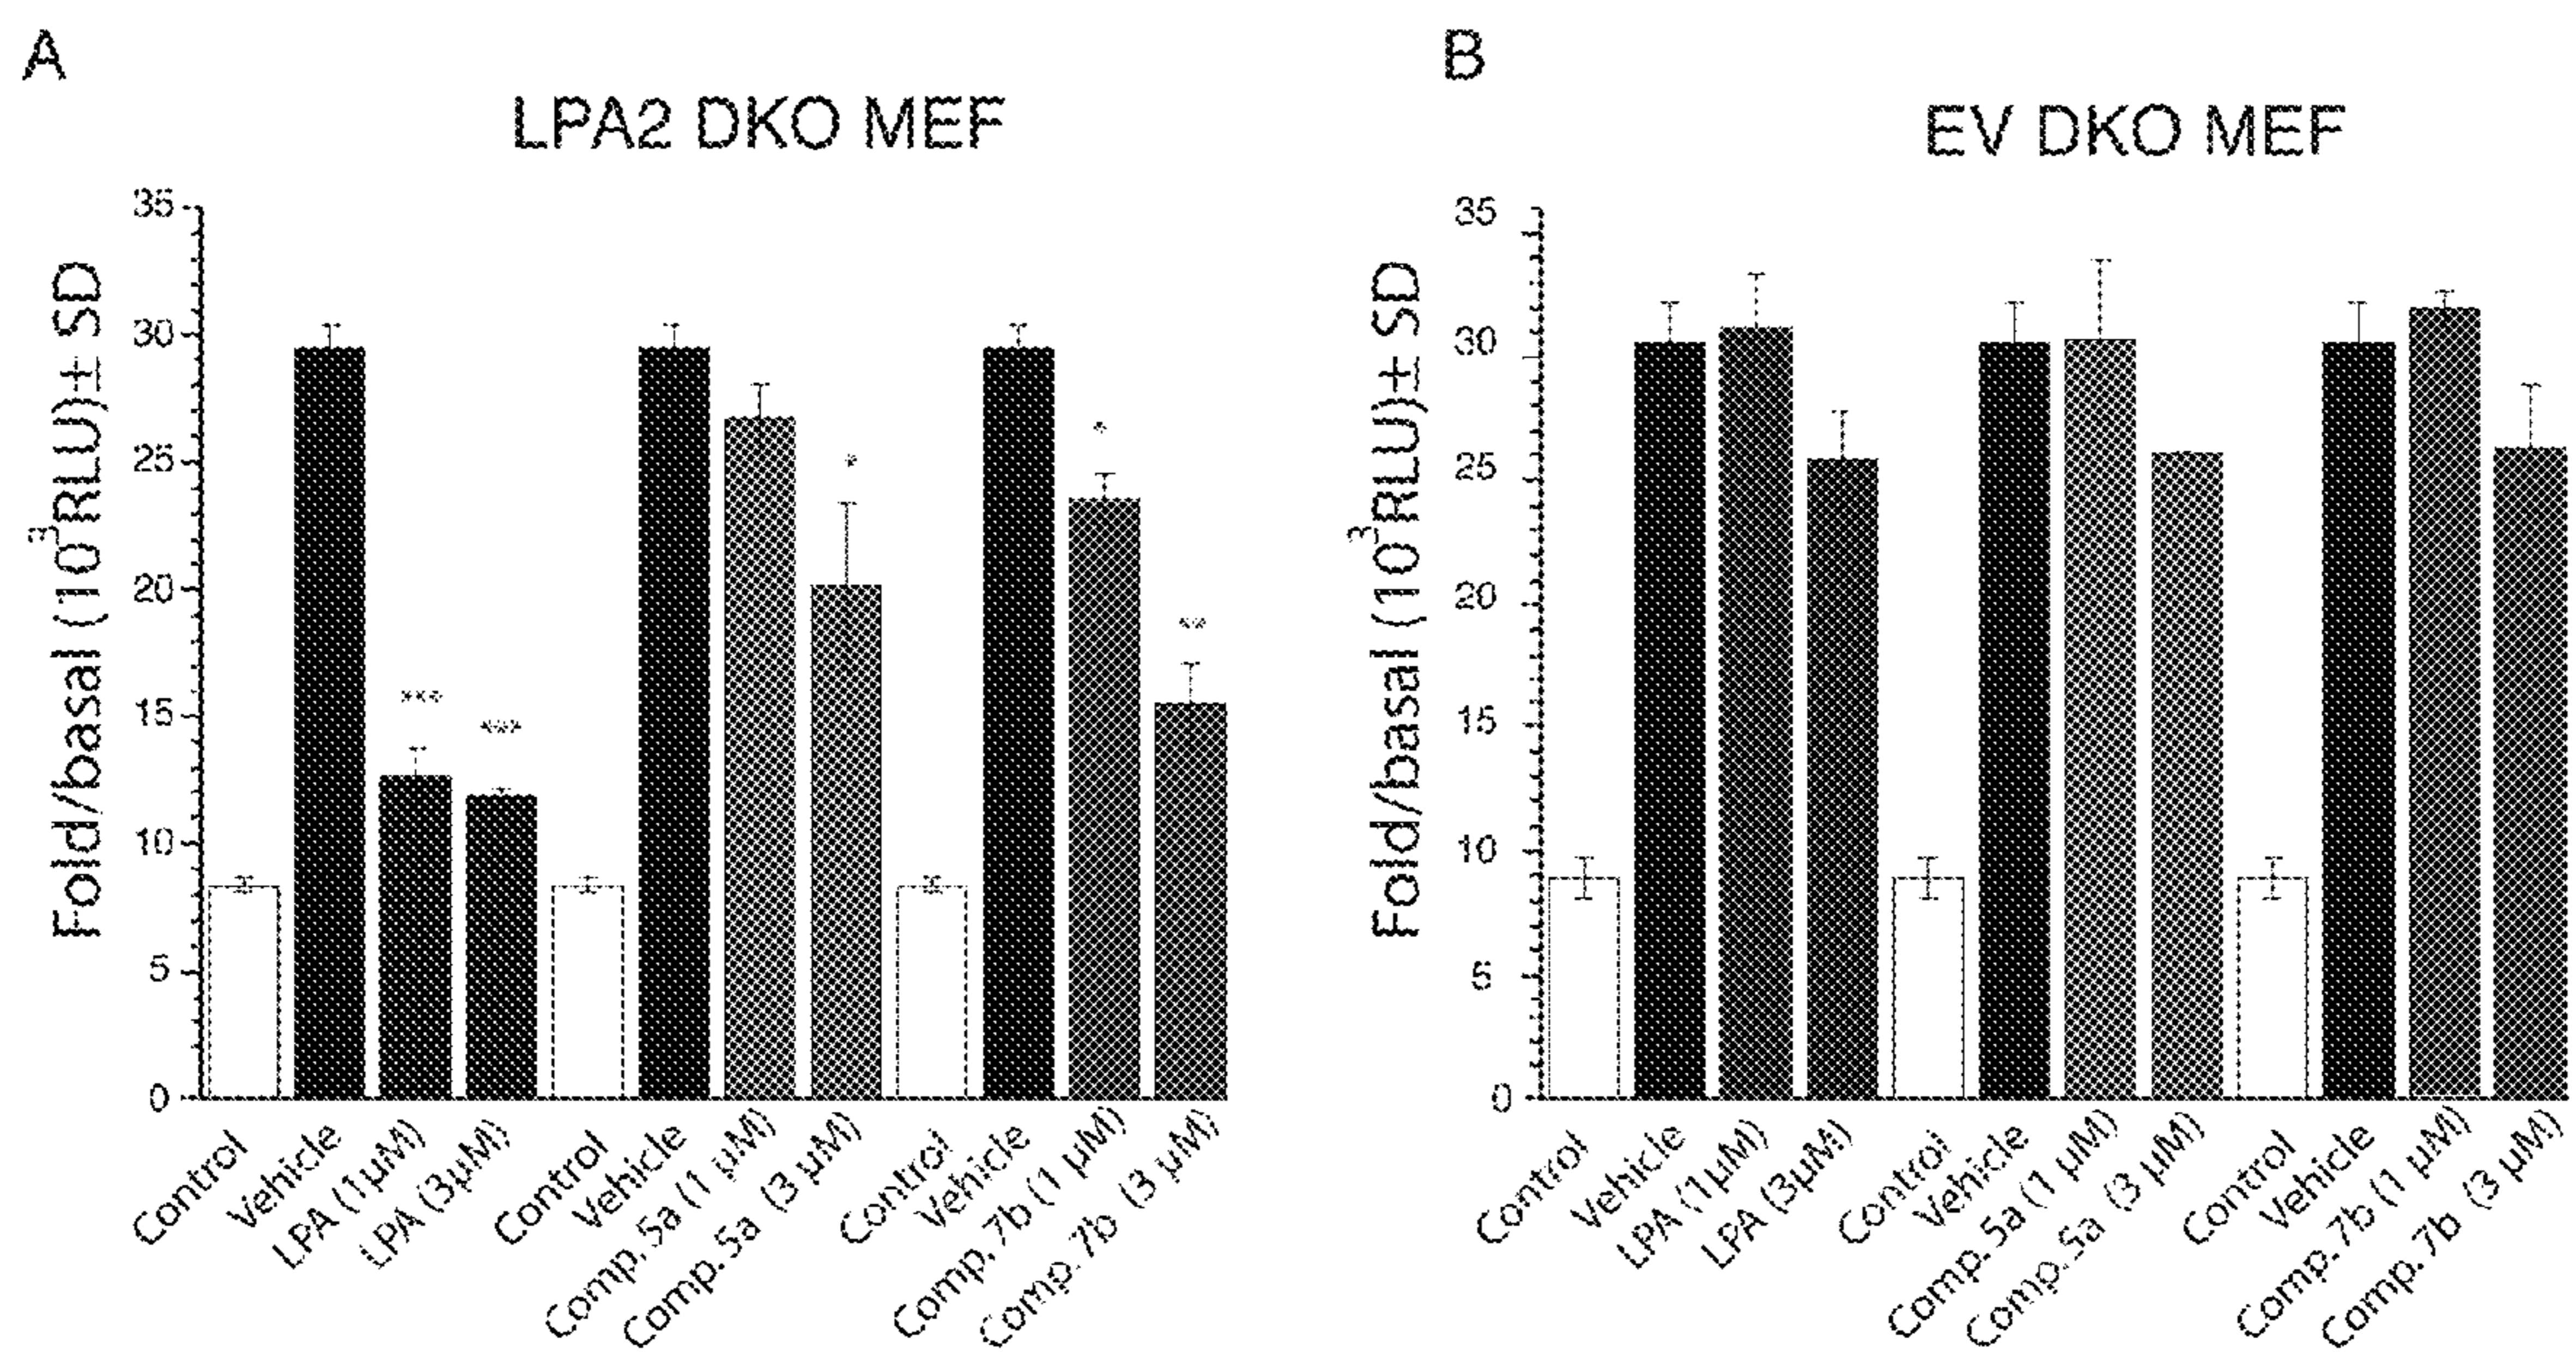 A
LPA2 DKO MEF
Fold/basal (10³RLU)± SD
35
30
25
20
15
10
5
0
***
***
*
*
**
Control
Vehicle
LPA (1µM)
LPA (3µM)
Control
Vehicle
Comp. 5a (1 µM)
Comp. 5a (3 µM)
Control
Vehicle
Comp. 7b (1 µM)
Comp. 7b (3 µM)
B
EV DKO MEF
Fold/basal (10³RLU)± SD
35
30
25
20
15
10
5
0
Control
Vehicle
LPA (1µM)
LPA (3µM)
Control
Vehicle
Comp. 5a (1 µM)
Comp. 5a (3 µM)
Control
Vehicle
Comp. 7b (1 µM)
Comp. 7b (3 µM)